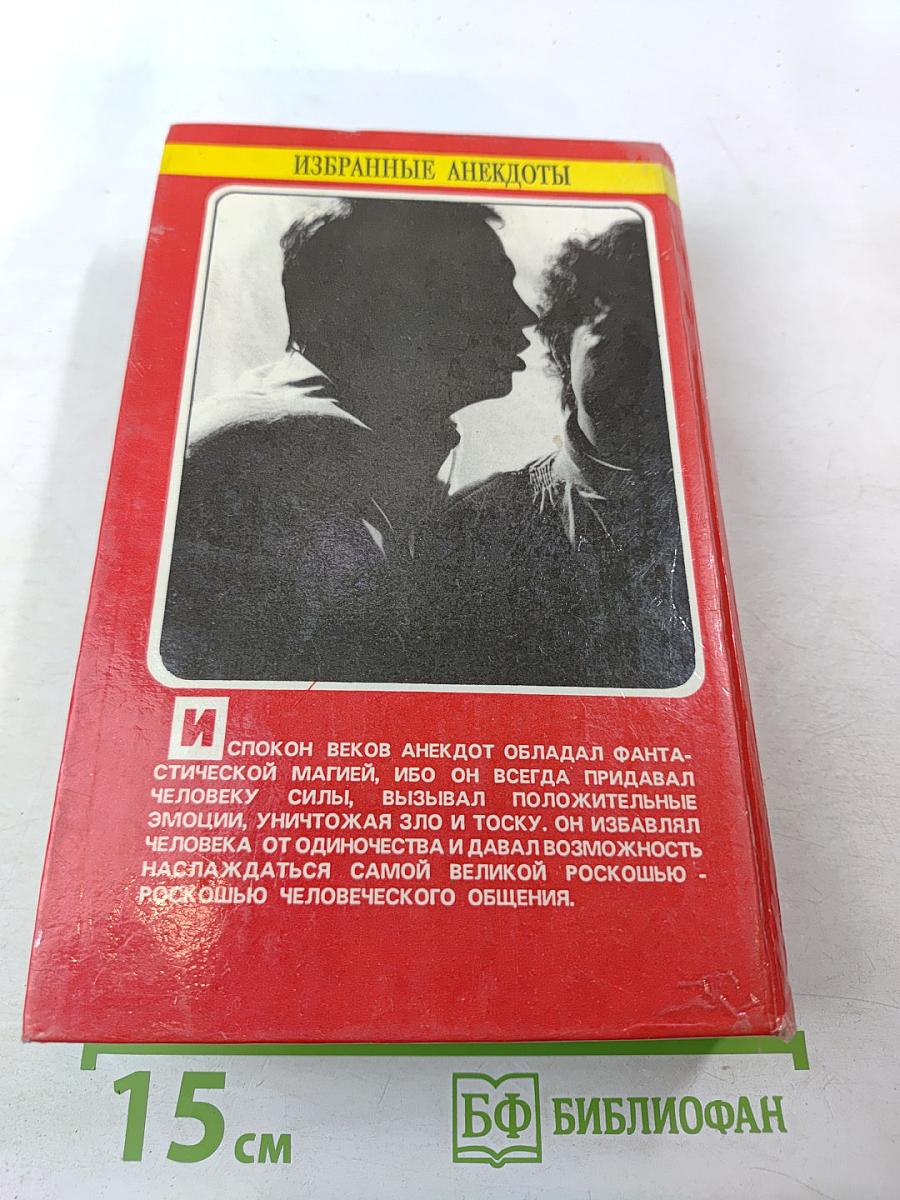 ИЗБРАННЫЕ АНЕКДОТЫ
ИСПОКОН ВЕКОВ АНЕКДОТ ОБЛАДАЛ ФАНТА-
СТИЧЕСКОЙ МАГИЕЙ, ИБО ОН ВСЕГДА ПРИДАВАЛ
ЧЕЛОВЕКУ СИЛЫ, ВЫЗЫВАЛ ПОЛОЖИТЕЛЬНЫЕ
ЭМОЦИИ, УНИЧТОЖАЯ ЗЛО И ТОСКУ. ОН ИЗБАВЛЯЛ
ЧЕЛОВЕКА ОТ ОДИНОЧЕСТВА И ДАВАЛ ВОЗМОЖНОСТЬ
НАСЛАЖДАТЬСЯ САМОЙ ВЕЛИКОЙ РОСКОШЬЮ -
РОСКОШЬЮ ЧЕЛОВЕЧЕСКОГО ОБЩЕНИЯ.
15 см
БФ БИБЛИОФАН